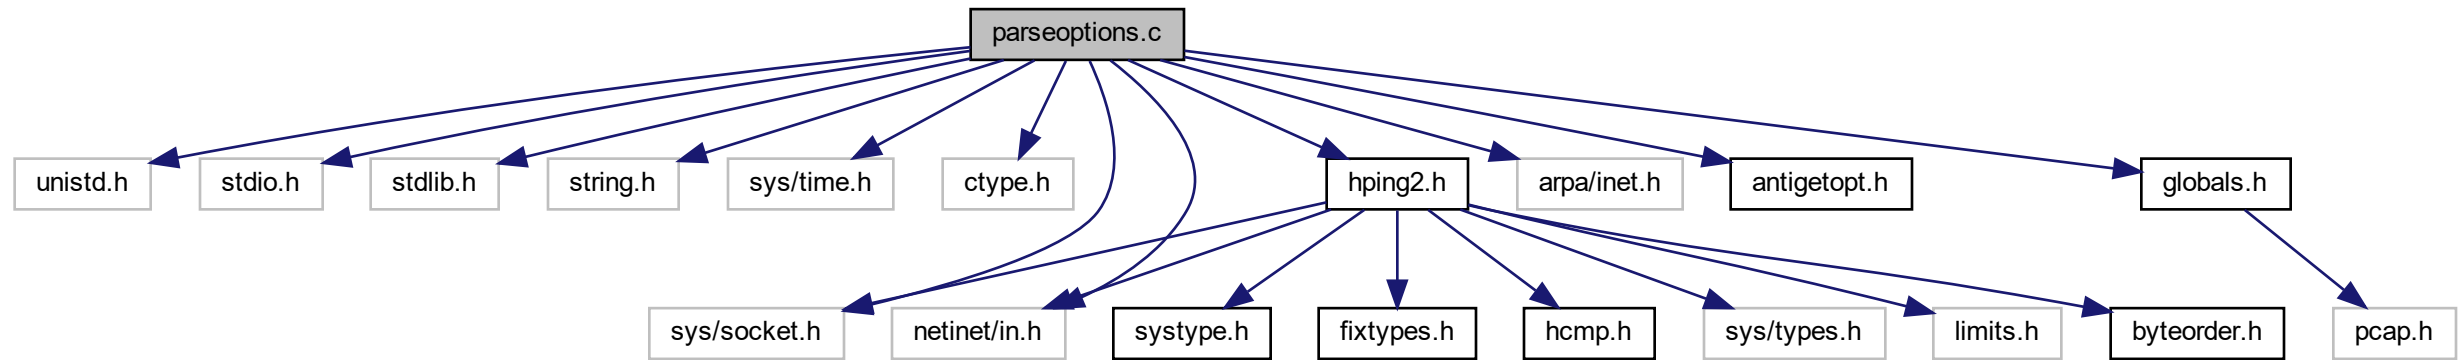 parseoptions.c
unistd.h
stdio.h
stdlib.h
string.h
sys/time.h
ctype.h
hping2.h
arpa/inet.h
antigetopt.h
globals.h
sys/socket.h
netinet/in.h
systype.h
fixtypes.h
hcmp.h
sys/types.h
limits.h
byteorder.h
pcap.h